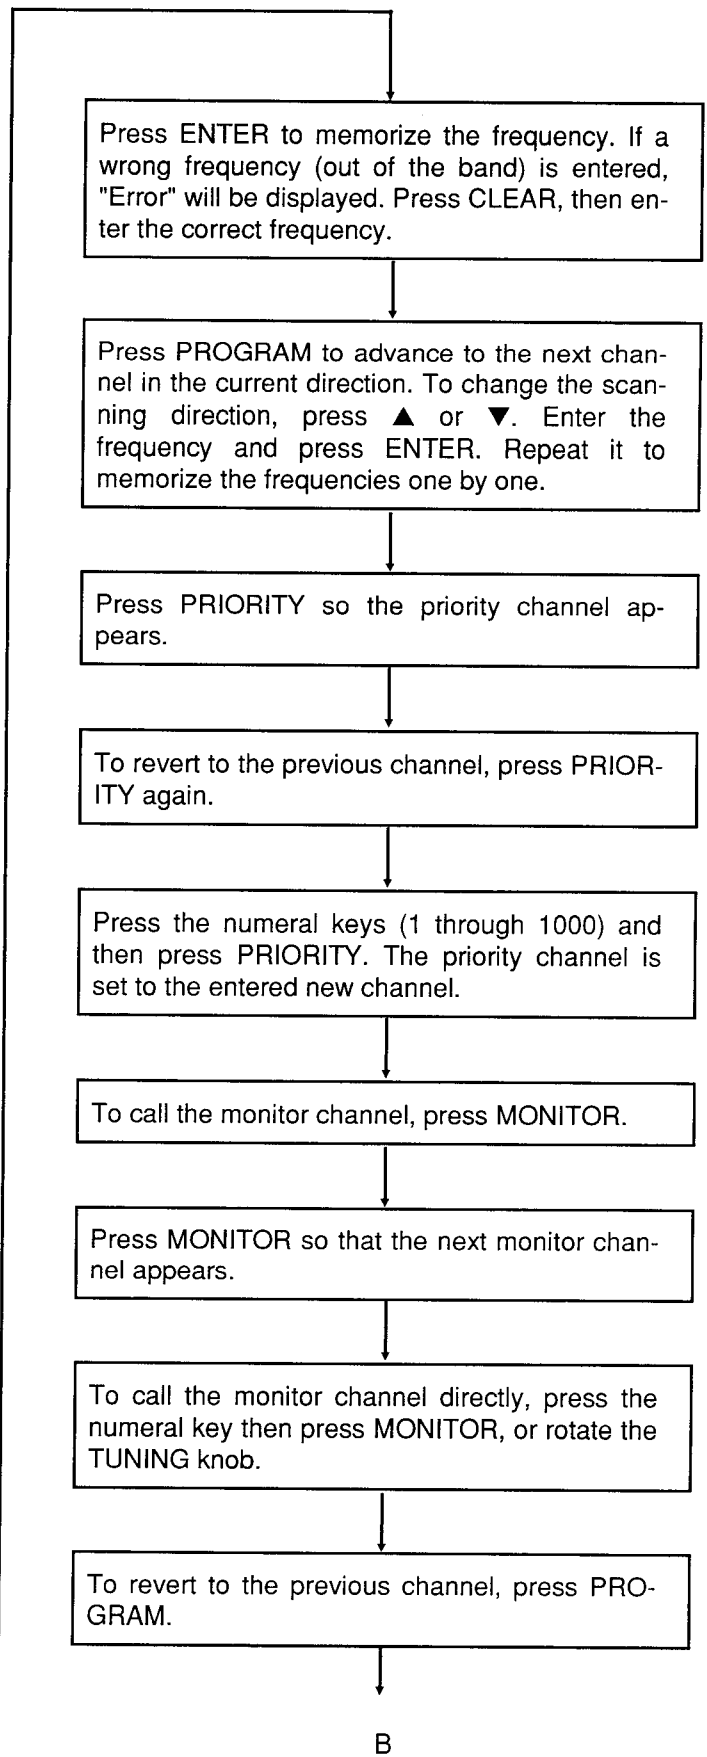 Press ENTER to memorize the frequency. If a
wrong frequency (out of the band) is entered,
"Error" will be displayed. Press CLEAR, then en-
ter the correct frequency.
Press PROGRAM to advance to the next chan-
nel in the current direction. To change the scan-
ning direction, press ▲ or ▼. Enter the
frequency and press ENTER. Repeat it to
memorize the frequencies one by one.
Press PRIORITY so the priority channel ap-
pears.
To revert to the previous channel, press PRIOR-
ITY again.
Press the numeral keys (1 through 1000) and
then press PRIORITY. The priority channel is
set to the entered new channel.
To call the monitor channel, press MONITOR.
Press MONITOR so that the next monitor chan-
nel appears.
To call the monitor channel directly, press the
numeral key then press MONITOR, or rotate the
TUNING knob.
To revert to the previous channel, press PRO-
GRAM.
B